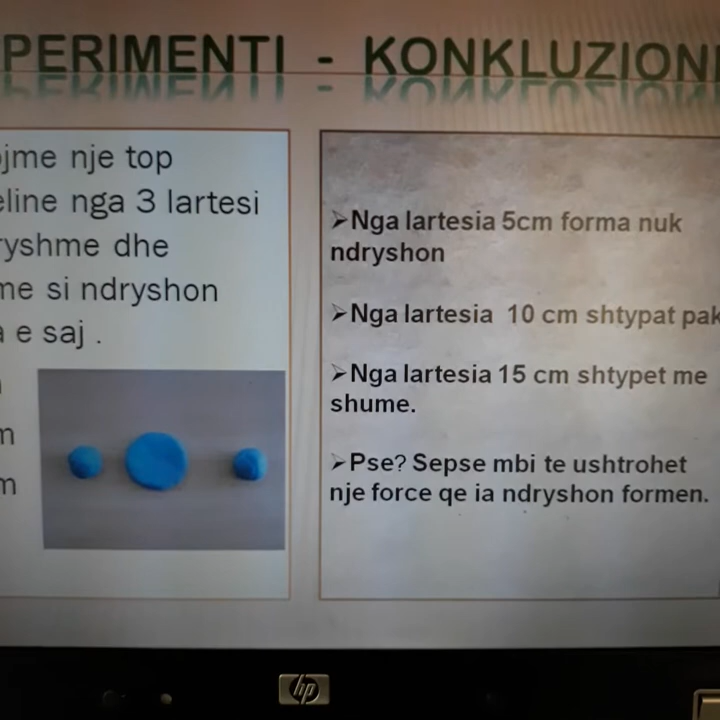 PERIMENTI - KONKLUZION
jme nje top
eline nga 3 lartesi
ryshme dhe
me si ndryshon
a e saj .
m
m
➢Nga lartesia 5cm forma nuk
ndryshon
➢Nga lartesia 10 cm shtypat pak
➢Nga lartesia 15 cm shtypet me
shume.
➢Pse? Sepse mbi te ushtrohet
nje force qe ia ndryshon formen.
hp